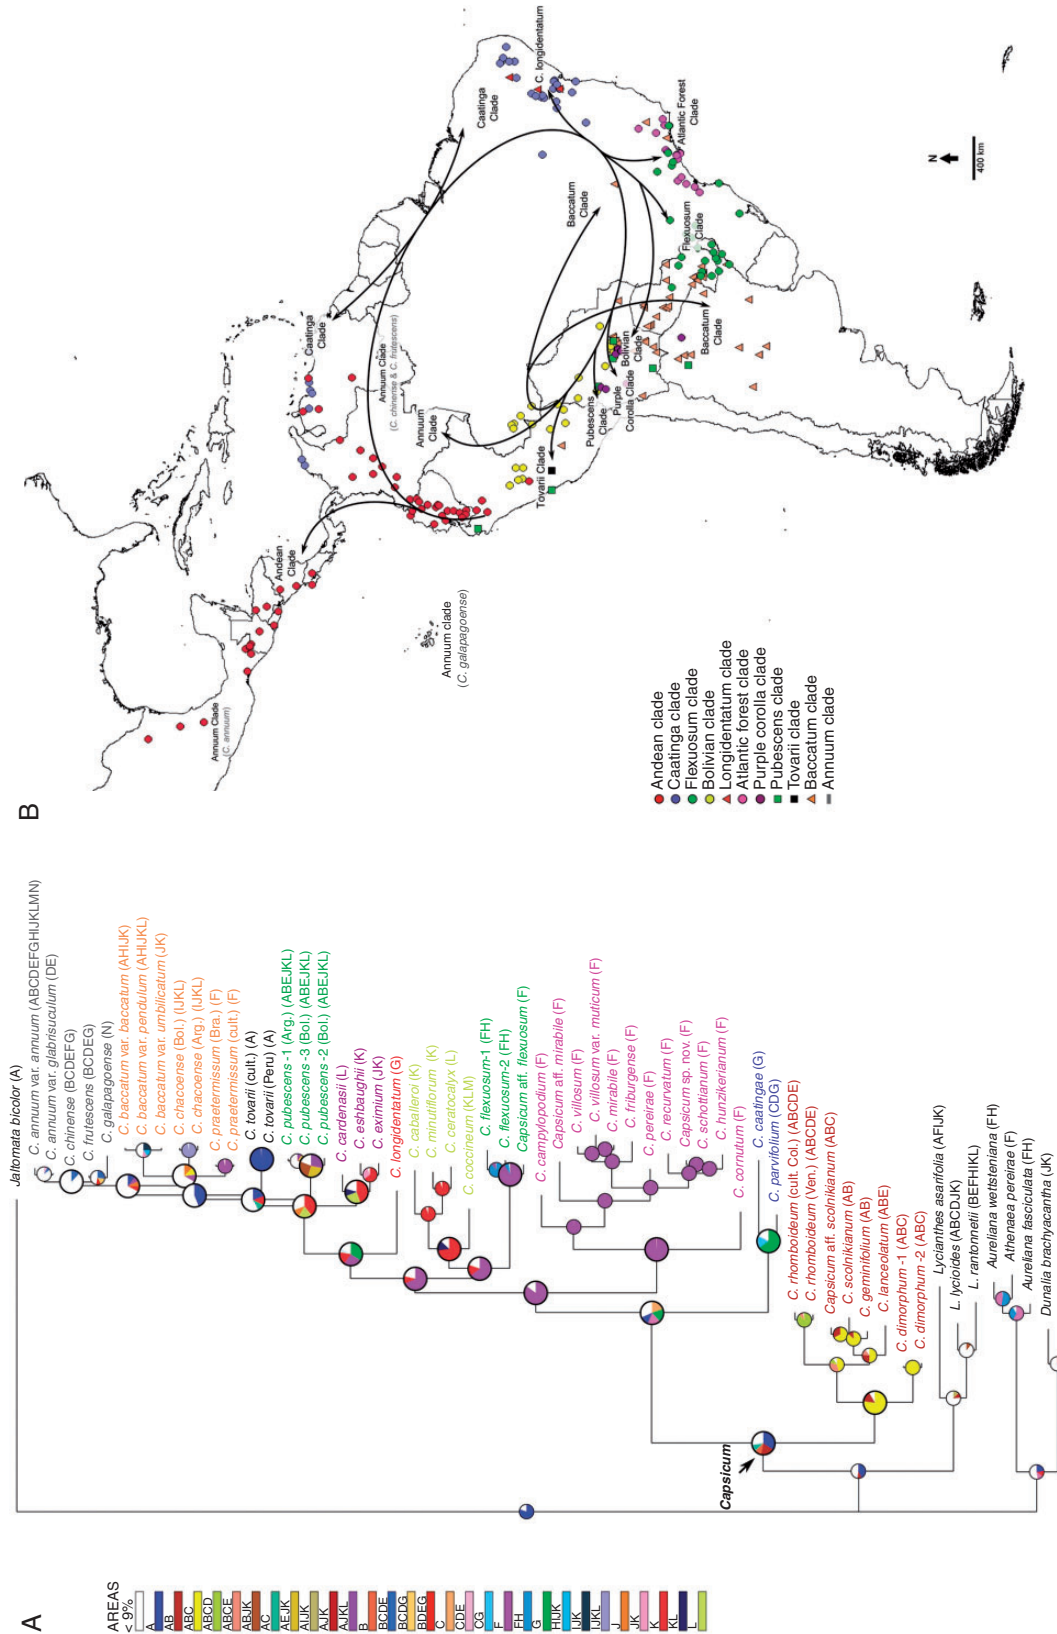 A
AREAS
< 9%
A
AB
ABC
ABCD
ABCE
ABJK
AC
AEJK
AIJK
AJK
AJKL
B
BCDE
BCDG
BDEG
C
CDE
CG
F
FH
G
HIJK
IJK
IJKL
J
JK
K
KL
L
Jaltomata bicolor (A)
C. annuum var. annuum (ABCDEFGHIJKLMN)
C. annuum var. glabriusculum (DE)
C. chinense (BCDEFG)
C. frutescens (BCDEG)
C. galapagoense (N)
C. baccatum var. baccatum (AHIJK)
C. baccatum var. pendulum (AHIJKL)
C. baccatum var. umbilicatum (JK)
C. chacoense (Bol.) (IJKL)
C. chacoense (Arg.) (IJKL)
C. praetermissum (Bra.) (F)
C. praetermissum (cult.) (F)
C. tovarii (cult.) (A)
C. tovarii (Peru) (A)
C. pubescens -1 (Arg.) (ABEJKL)
C. pubescens -3 (Bol.) (ABEJKL)
C. pubescens -2 (Bol.) (ABEJKL)
C. cardenasii (L)
C. eshbaughii (K)
C. eximium (JK)
C. longidentatum (G)
C. caballeroi (K)
C. minutiflorum (K)
C. ceratocalyx (L)
C. coccineum (KLM)
C. flexuosum-1 (FH)
C. flexuosum-2 (FH)
Capsicum aff. flexuosum (F)
C. campylopodium (F)
Capsicum aff. mirabile (F)
C. villosum (F)
C. villosum var. muticum (F)
C. mirabile (F)
C. friburgense (F)
C. pereirae (F)
C. recurvatum (F)
Capsicum sp. nov. (F)
C. schottianum (F)
C. hunzikerianum (F)
C. cornutum (F)
C. caatingae (G)
C. parvifolium (CDG)
C. rhomboideum (cult. Col.) (ABCDE)
C. rhomboideum (Ven.) (ABCDE)
Capsicum aff. scolnikianum (ABC)
C. scolnikianum (AB)
C. geminifolium (AB)
C. lanceolatum (ABE)
C. dimorphum -1 (ABC)
C. dimorphum -2 (ABC)
Lycianthes asarifolia (AFIJK)
L. lycioides (ABCDJK)
L. rantonnetii (BEFHIKL)
Aureliana wettsteniana (FH)
Athenaea pereirae (F)
Aureliana fasciculata (FH)
Dunalia brachyacantha (JK)
Capsicum
B
Annuum Clade
(C. annuum)
Andean
Clade
Annuum clade
(C. galapagoense)
Caatinga
Clade
Annuum Clade
(C. chinense & C. frutescens)
Annuum
Clade
Caatinga
Clade
C. longidentatum
Baccatum
Clade
Tovarii Clade
Pubescens
Clade
Purple
Corolla Clade
Bolivian
Clade
Flexuosum
Clade
Atlantic Forest
Clade
Baccatum
Clade
N
400 km
Andean clade
Caatinga clade
Flexuosum clade
Bolivian clade
Longidentatum clade
Atlantic forest clade
Purple corolla clade
Pubescens clade
Tovarii clade
Baccatum clade
Annuum clade